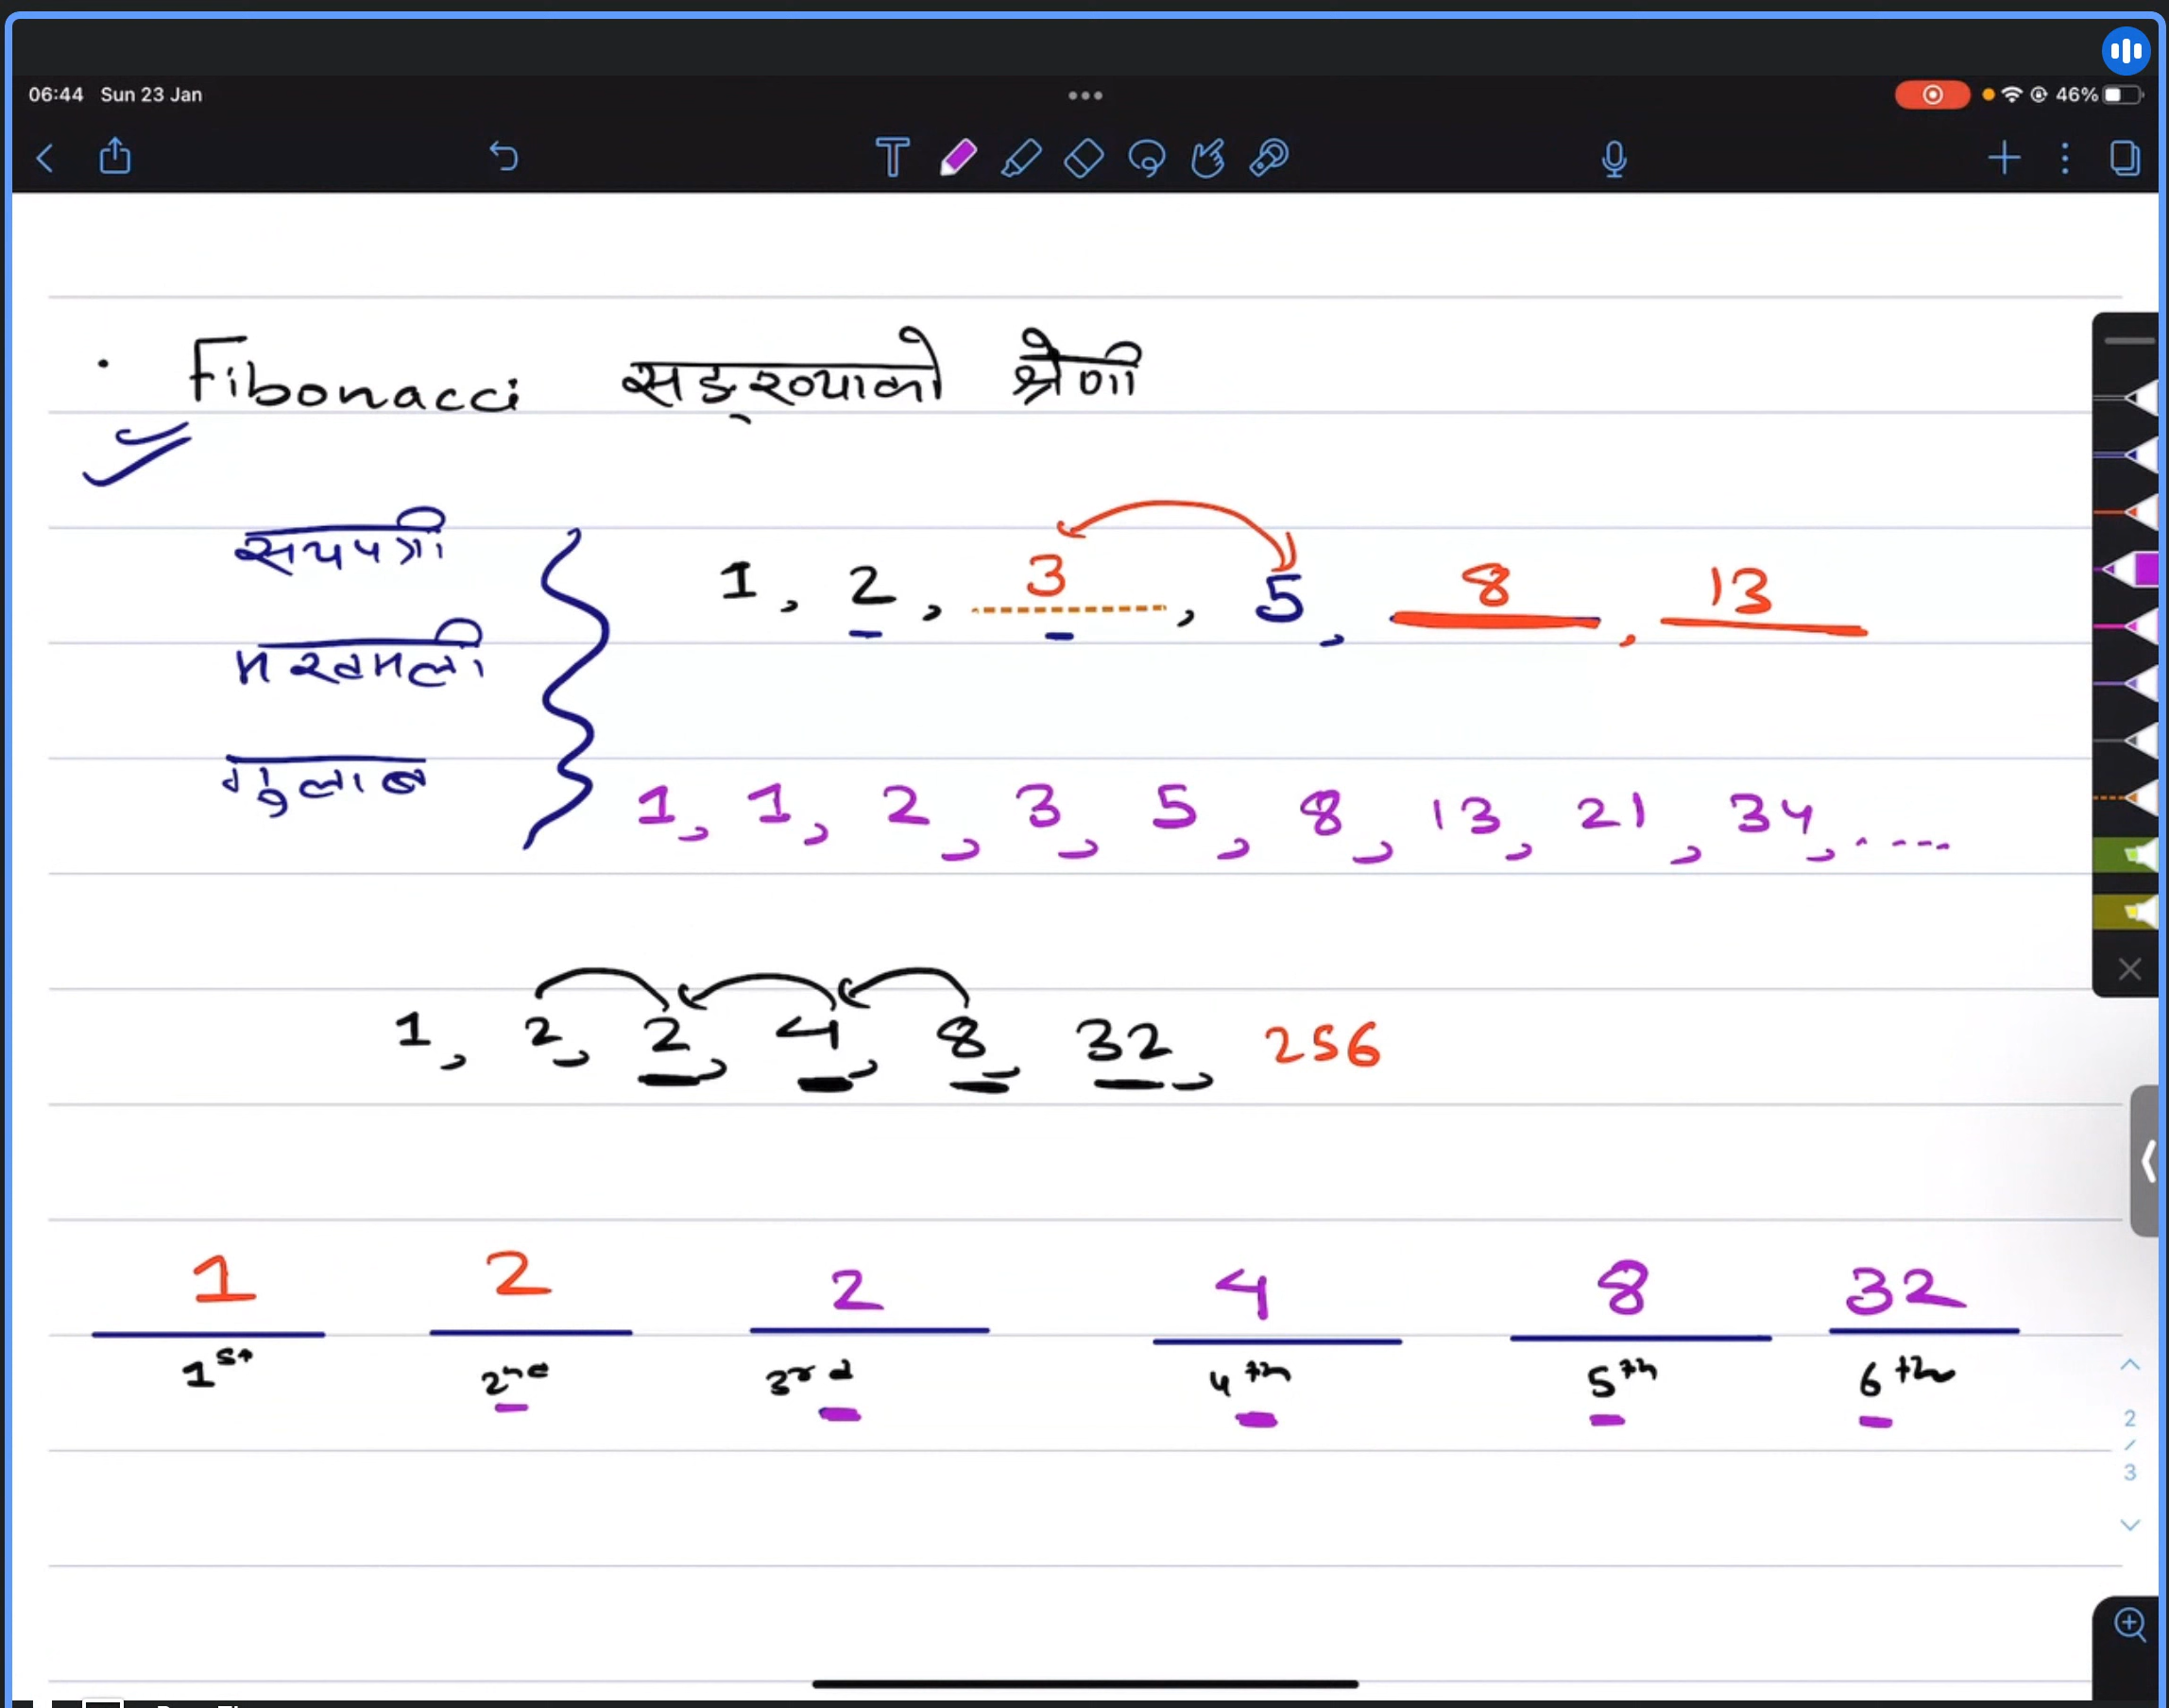 06:44 Sun 23 Jan
46%
· Fibonacci सङ्ख्याको श्रेणी
सयपत्री
1, 2, 3, 5, 8, 13
मखमली
गुलाब
1, 1, 2, 3, 5, 8, 13, 21, 34, ....
1, 2, 2, 4, 8, 32, 256
1 2 2 4 8 32
1st 2nd 3rd 4th 5th 6th
2
/
3